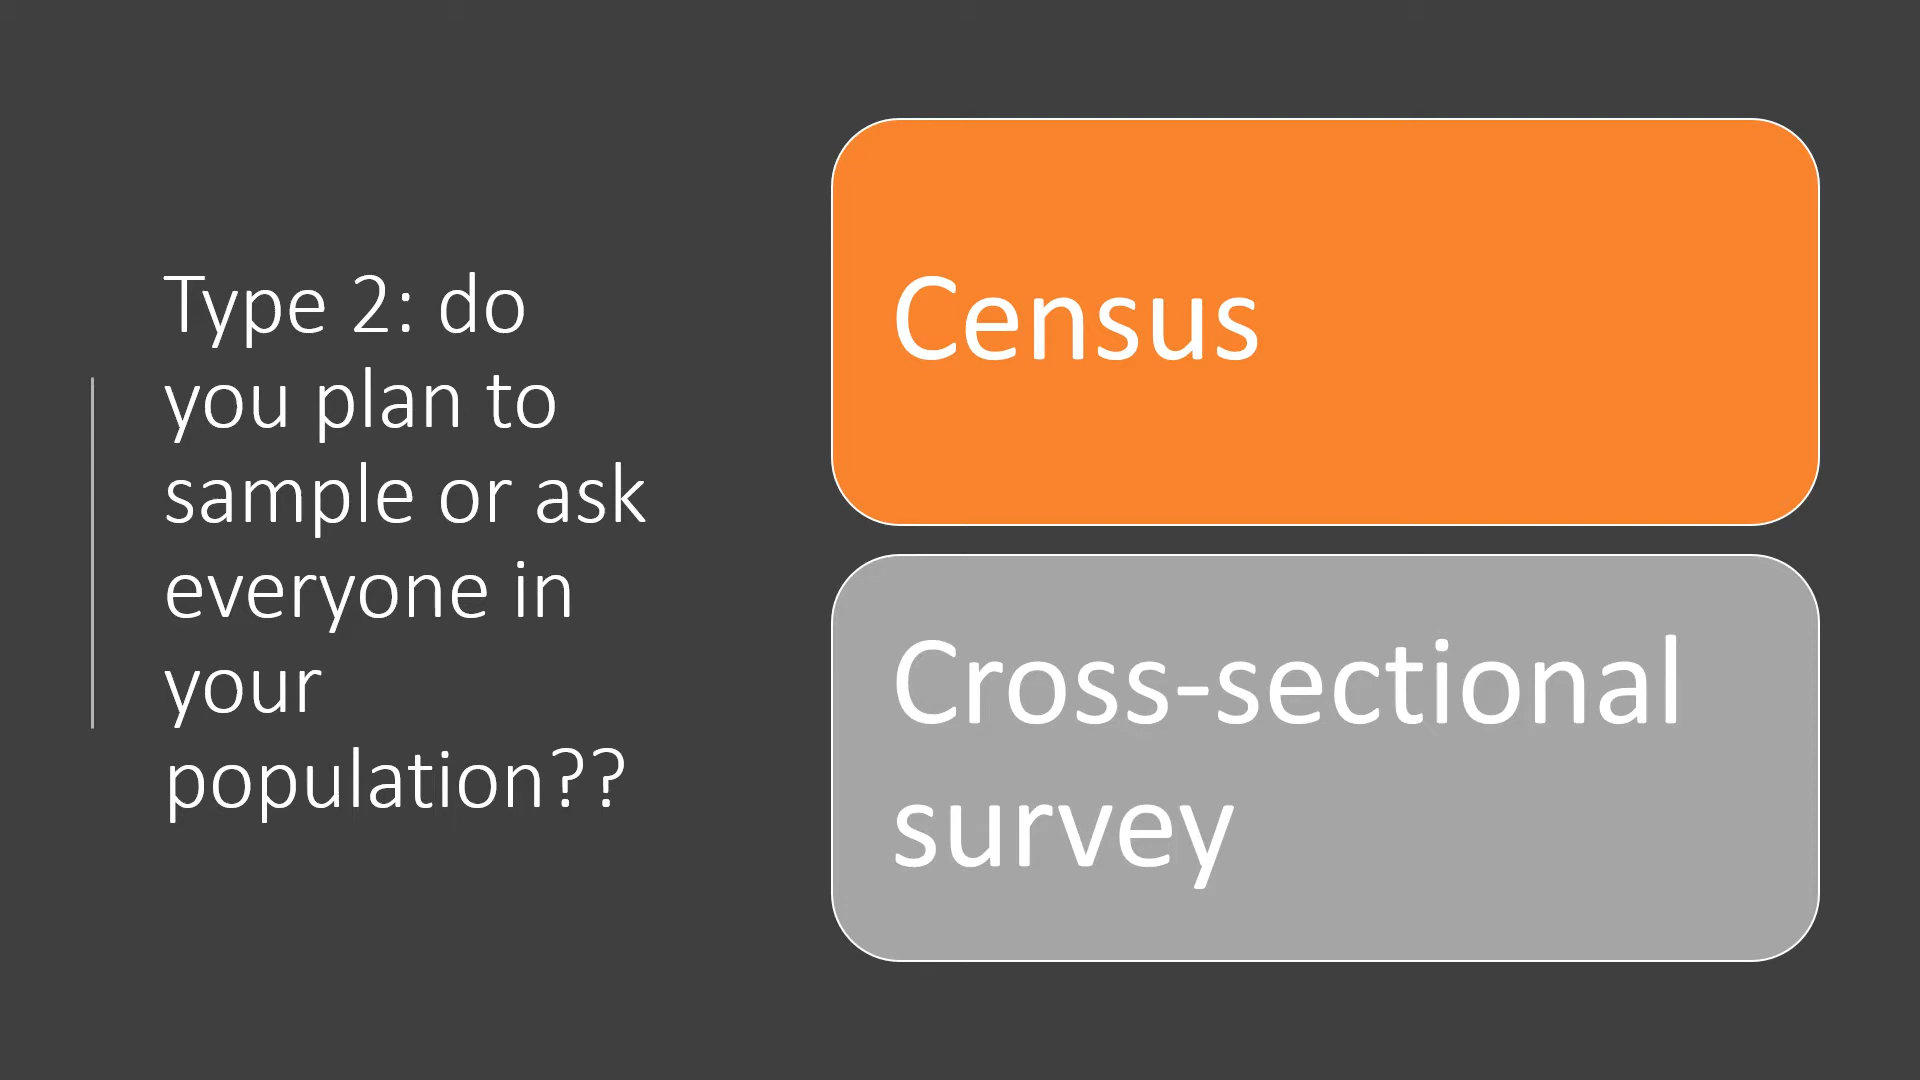 Type 2: do
you plan to
sample or ask
everyone in
your
population??
Census
Cross-sectional
survey